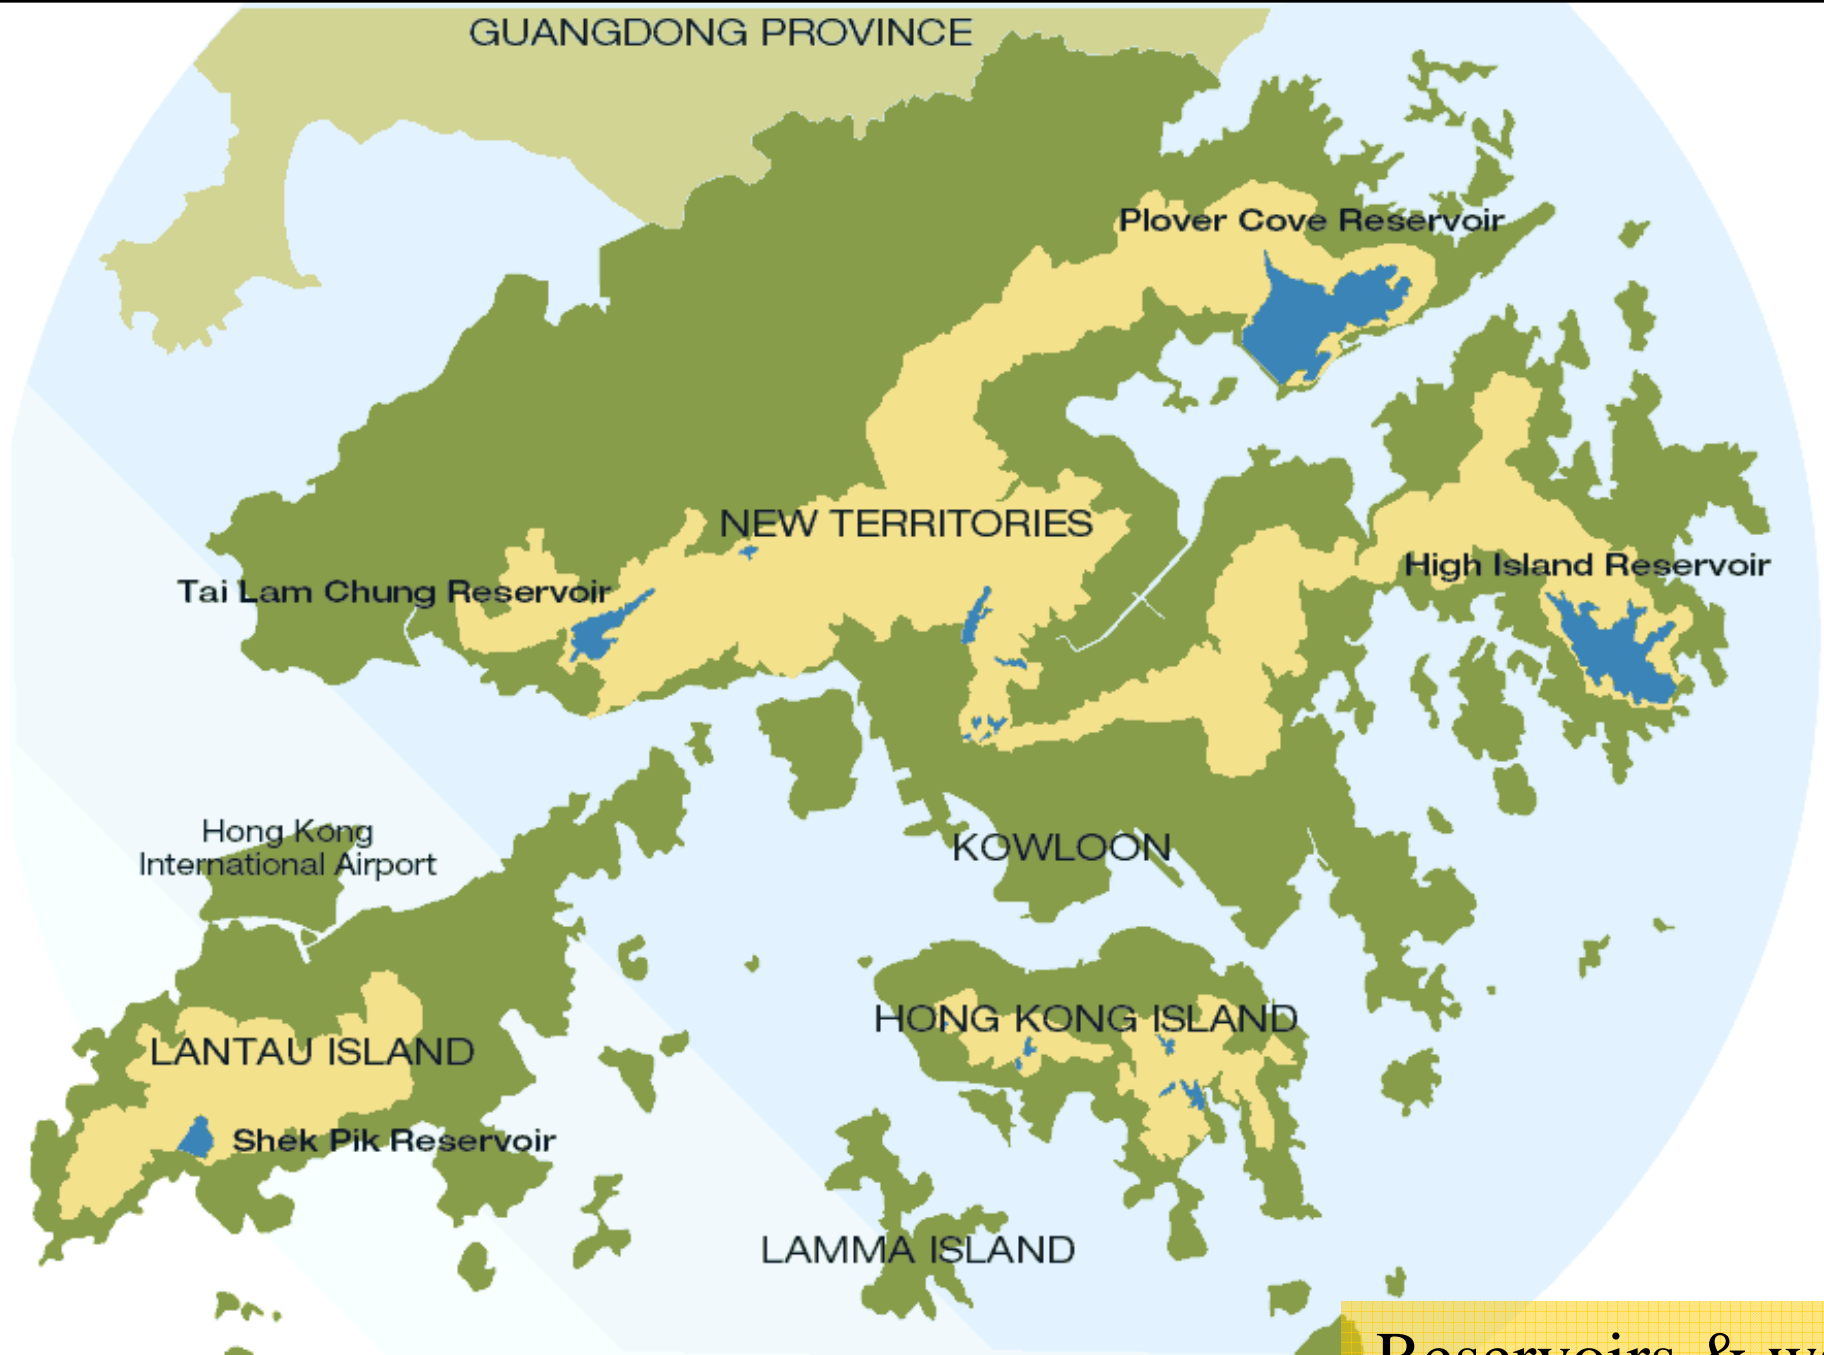 GUANGDONG PROVINCE
Plover Cove Reservoir
NEW TERRITORIES
High Island Reservoir
Tai Lam Chung Reservoir
Hong Kong
International Airport
KOWLOON
HONG KONG ISLAND
LANTAU ISLAND
Shek Pik Reservoir
LAMMA ISLAND
Reservoirs &